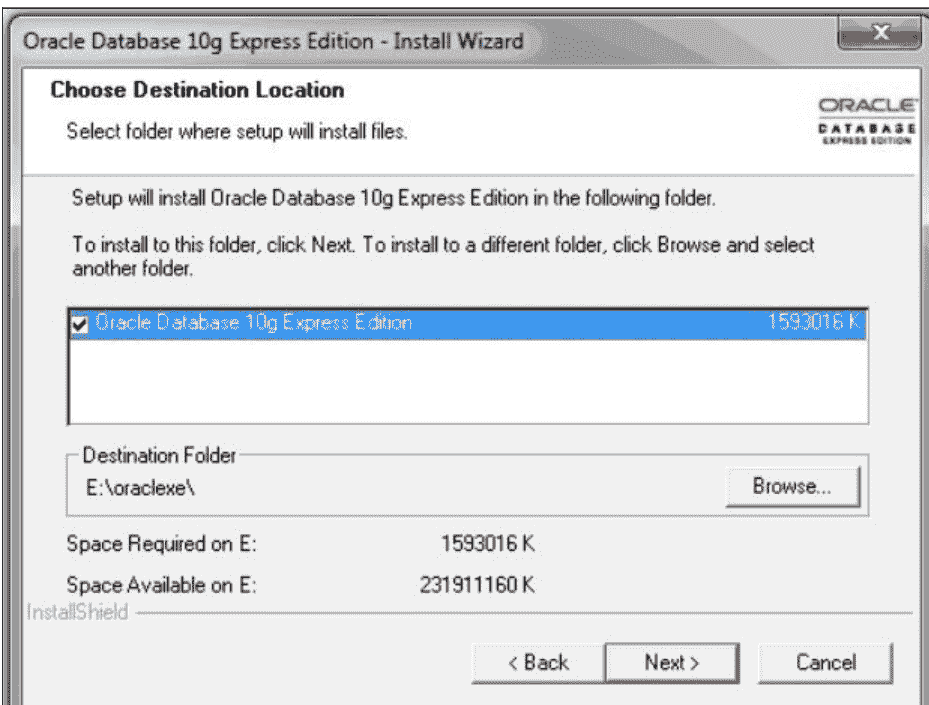 Oracle Database 10g Express Edition - Install Wizard
Choose Destination Location
Select folder where setup will install files.
ORACLE
DATABASE
EXPRESS EDITION
Setup will install Oracle Database 10g Express Edition in the following folder.
To install to this folder, click Next. To install to a different folder, click Browse and select
another folder.
Oracle Database 10g Express Edition 1593016 K
Destination Folder
E:\oraclexe\ Browse...
Space Required on E: 1593016 K
Space Available on E: 231911160 K
InstallShield
< Back Next > Cancel